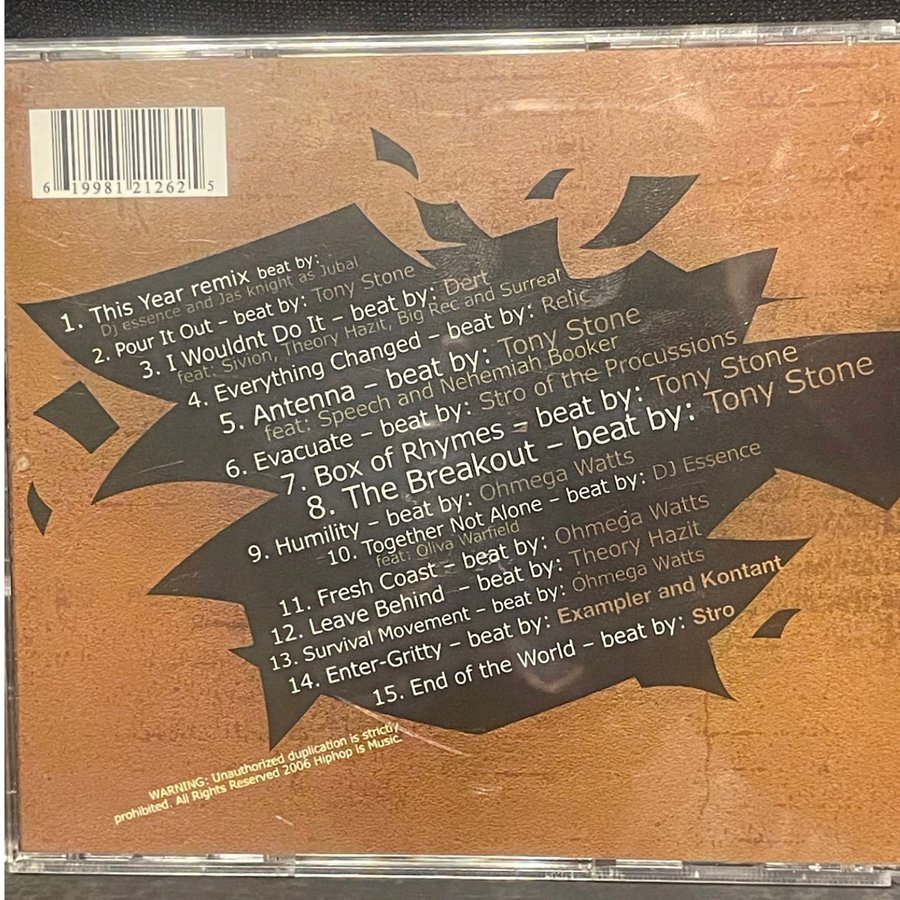 6 19981 21262 5
1. This Year remix beat by:
Dj essence and Jas Knight as Jubal
2. Pour It Out – beat by: Tony Stone
3. I Wouldnt Do It – beat by: Dert
feat: Sivion, Theory Hazit, Big Rec and Surreal
4. Everything Changed – beat by: Relic
5. Antenna – beat by: Tony Stone
feat: Speech and Nehemiah Booker
6. Evacuate – beat by: Stro of the Procussions
7. Box of Rhymes – beat by: Tony Stone
8. The Breakout – beat by: Tony Stone
9. Humility – beat by: Ohmega Watts
10. Together Not Alone – beat by: DJ Essence
feat: Oliva Warfield
11. Fresh Coast – beat by: Ohmega Watts
12. Leave Behind – beat by: Theory Hazit
13. Survival Movement – beat by: Ohmega Watts
14. Enter-Gritty – beat by: Exampler and Kontant
15. End of the World – beat by: Stro
WARNING: Unauthorized duplication is strictly
prohibited. All Rights Reserved 2006 Hiphop is Music.